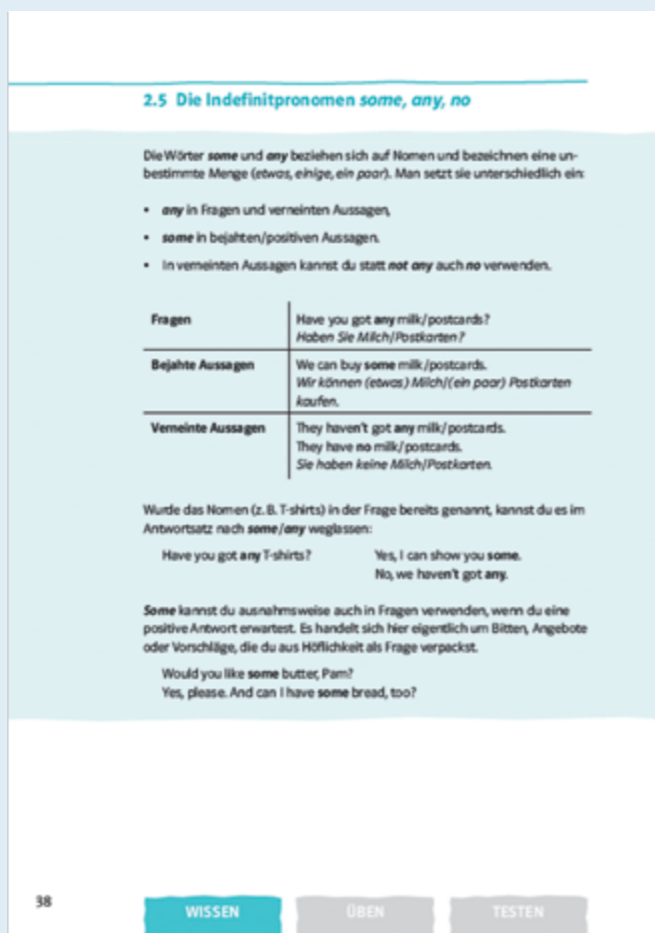 2.5 Die Indefinitpronomen some, any, no
Die Wörter some und any beziehen sich auf Nomen und bezeichnen eine un-
bestimmte Menge (etwas, einige, ein paar). Man setzt sie unterschiedlich ein:
• any in Fragen und verneinten Aussagen,
• some in bejahten/positiven Aussagen.
• In verneinten Aussagen kannst du statt not any auch no verwenden.
Fragen
Have you got any milk/postcards?
Haben Sie Milch/Postkarten?
Bejahte Aussagen
We can buy some milk/postcards.
Wir können (etwas) Milch/(ein paar) Postkarten
kaufen.
Verneinte Aussagen
They haven't got any milk/postcards.
They have no milk/postcards.
Sie haben keine Milch/Postkarten.
Wurde das Nomen (z. B. T-shirts) in der Frage bereits genannt, kannst du es im
Antwortsatz nach some/any weglassen:
Have you got any T-shirts? Yes, I can show you some.
No, we haven't got any.
Some kannst du ausnahmsweise auch in Fragen verwenden, wenn du eine
positive Antwort erwartest. Es handelt sich hier eigentlich um Bitten, Angebote
oder Vorschläge, die du aus Höflichkeit als Frage verpackst.
Would you like some butter, Pam?
Yes, please. And can I have some bread, too?
38
WISSEN ÜBEN TESTEN